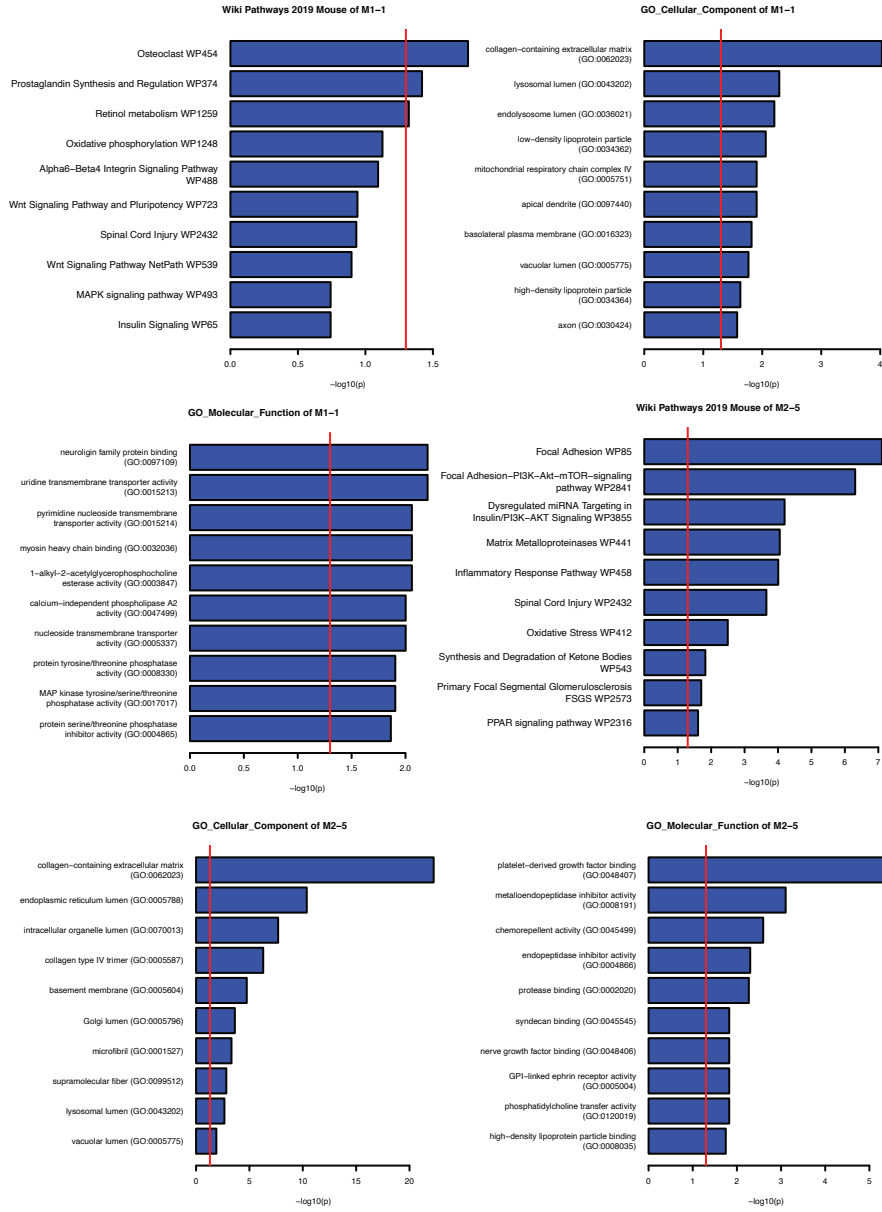 Wiki Pathways 2019 Mouse of M1−1
Osteoclast WP454
Prostaglandin Synthesis and Regulation WP374
Retinol metabolism WP1259
Oxidative phosphorylation WP1248
Alpha6−Beta4 Integrin Signaling Pathway
WP488
Wnt Signaling Pathway and Pluripotency WP723
Spinal Cord Injury WP2432
Wnt Signaling Pathway NetPath WP539
MAPK signaling pathway WP493
Insulin Signaling WP65
0.0 0.5 1.0 1.5
−log10(p)
GO_Cellular_Component of M1−1
collagen−containing extracellular matrix
(GO:0062023)
lysosomal lumen (GO:0043202)
endolysosome lumen (GO:0036021)
low−density lipoprotein particle
(GO:0034362)
mitochondrial respiratory chain complex IV
(GO:0005751)
apical dendrite (GO:0097440)
basolateral plasma membrane (GO:0016323)
vacuolar lumen (GO:0005775)
high−density lipoprotein particle
(GO:0034364)
axon (GO:0030424)
0 1 2 3 4
−log10(p)
GO_Molecular_Function of M1−1
neuroligin family protein binding
(GO:0097109)
uridine transmembrane transporter activity
(GO:0015213)
pyrimidine nucleoside transmembrane
transporter activity (GO:0015214)
myosin heavy chain binding (GO:0032036)
1−alkyl−2−acetylglycerophosphocholine
esterase activity (GO:0003847)
calcium−independent phospholipase A2
activity (GO:0047499)
nucleoside transmembrane transporter
activity (GO:0005337)
protein tyrosine/threonine phosphatase
activity (GO:0008330)
MAP kinase tyrosine/serine/threonine
phosphatase activity (GO:0017017)
protein serine/threonine phosphatase
inhibitor activity (GO:0004865)
0.0 0.5 1.0 1.5 2.0
−log10(p)
Wiki Pathways 2019 Mouse of M2−5
Focal Adhesion WP85
Focal Adhesion−PI3K−Akt−mTOR−signaling
pathway WP2841
Dysregulated miRNA Targeting in
Insulin/PI3K−AKT Signaling WP3855
Matrix Metalloproteinases WP441
Inflammatory Response Pathway WP458
Spinal Cord Injury WP2432
Oxidative Stress WP412
Synthesis and Degradation of Ketone Bodies
WP543
Primary Focal Segmental Glomerulosclerosis
FSGS WP2573
PPAR signaling pathway WP2316
0 1 2 3 4 5 6 7
−log10(p)
GO_Cellular_Component of M2−5
collagen−containing extracellular matrix
(GO:0062023)
endoplasmic reticulum lumen (GO:0005788)
intracellular organelle lumen (GO:0070013)
collagen type IV trimer (GO:0005587)
basement membrane (GO:0005604)
Golgi lumen (GO:0005796)
microfibril (GO:0001527)
supramolecular fiber (GO:0099512)
lysosomal lumen (GO:0043202)
vacuolar lumen (GO:0005775)
0 5 10 15 20
−log10(p)
GO_Molecular_Function of M2−5
platelet−derived growth factor binding
(GO:0048407)
metalloendopeptidase inhibitor activity
(GO:0008191)
chemorepellent activity (GO:0045499)
endopeptidase inhibitor activity
(GO:0004866)
protease binding (GO:0002020)
syndecan binding (GO:0045545)
nerve growth factor binding (GO:0048406)
GPI−linked ephrin receptor activity
(GO:0005004)
phosphatidylcholine transfer activity
(GO:0120019)
high−density lipoprotein particle binding
(GO:0008035)
0 1 2 3 4 5
−log10(p)